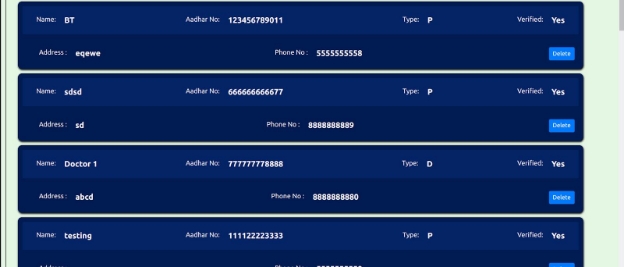 Name: BT Aadhar No: 123456789011 Type: P Verified: Yes
Address : eqewe Phone No : 5555555558 Delete
Name: sdsd Aadhar No: 666666666677 Type: P Verified: Yes
Address : sd Phone No : 8888888889 Delete
Name: Doctor 1 Aadhar No: 777777778888 Type: D Verified: Yes
Address : abcd Phone No : 8888888880 Delete
Name: testing Aadhar No: 111122223333 Type: P Verified: Yes